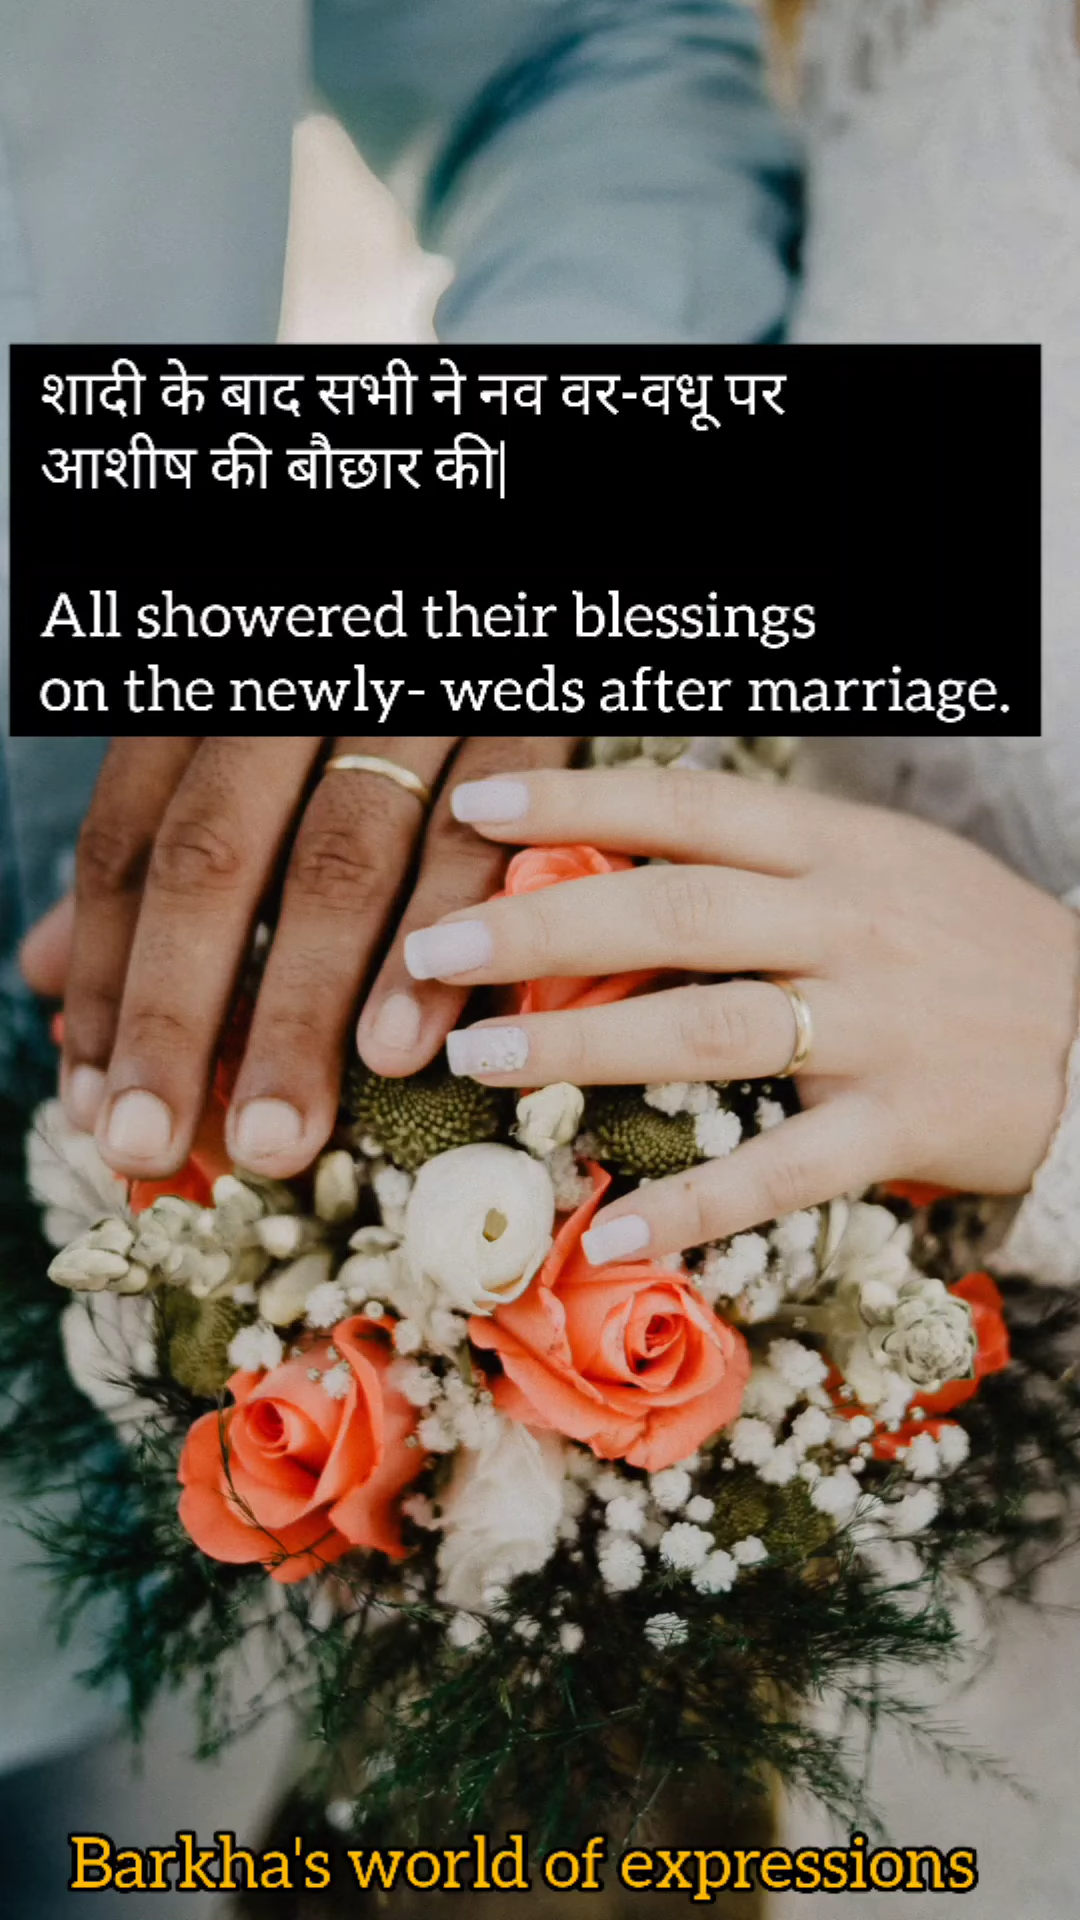 शादी के बाद सभी ने नव वर-वधू पर
आशीष की बौछार की|
All showered their blessings
on the newly- weds after marriage.
Barkha's world of expressions